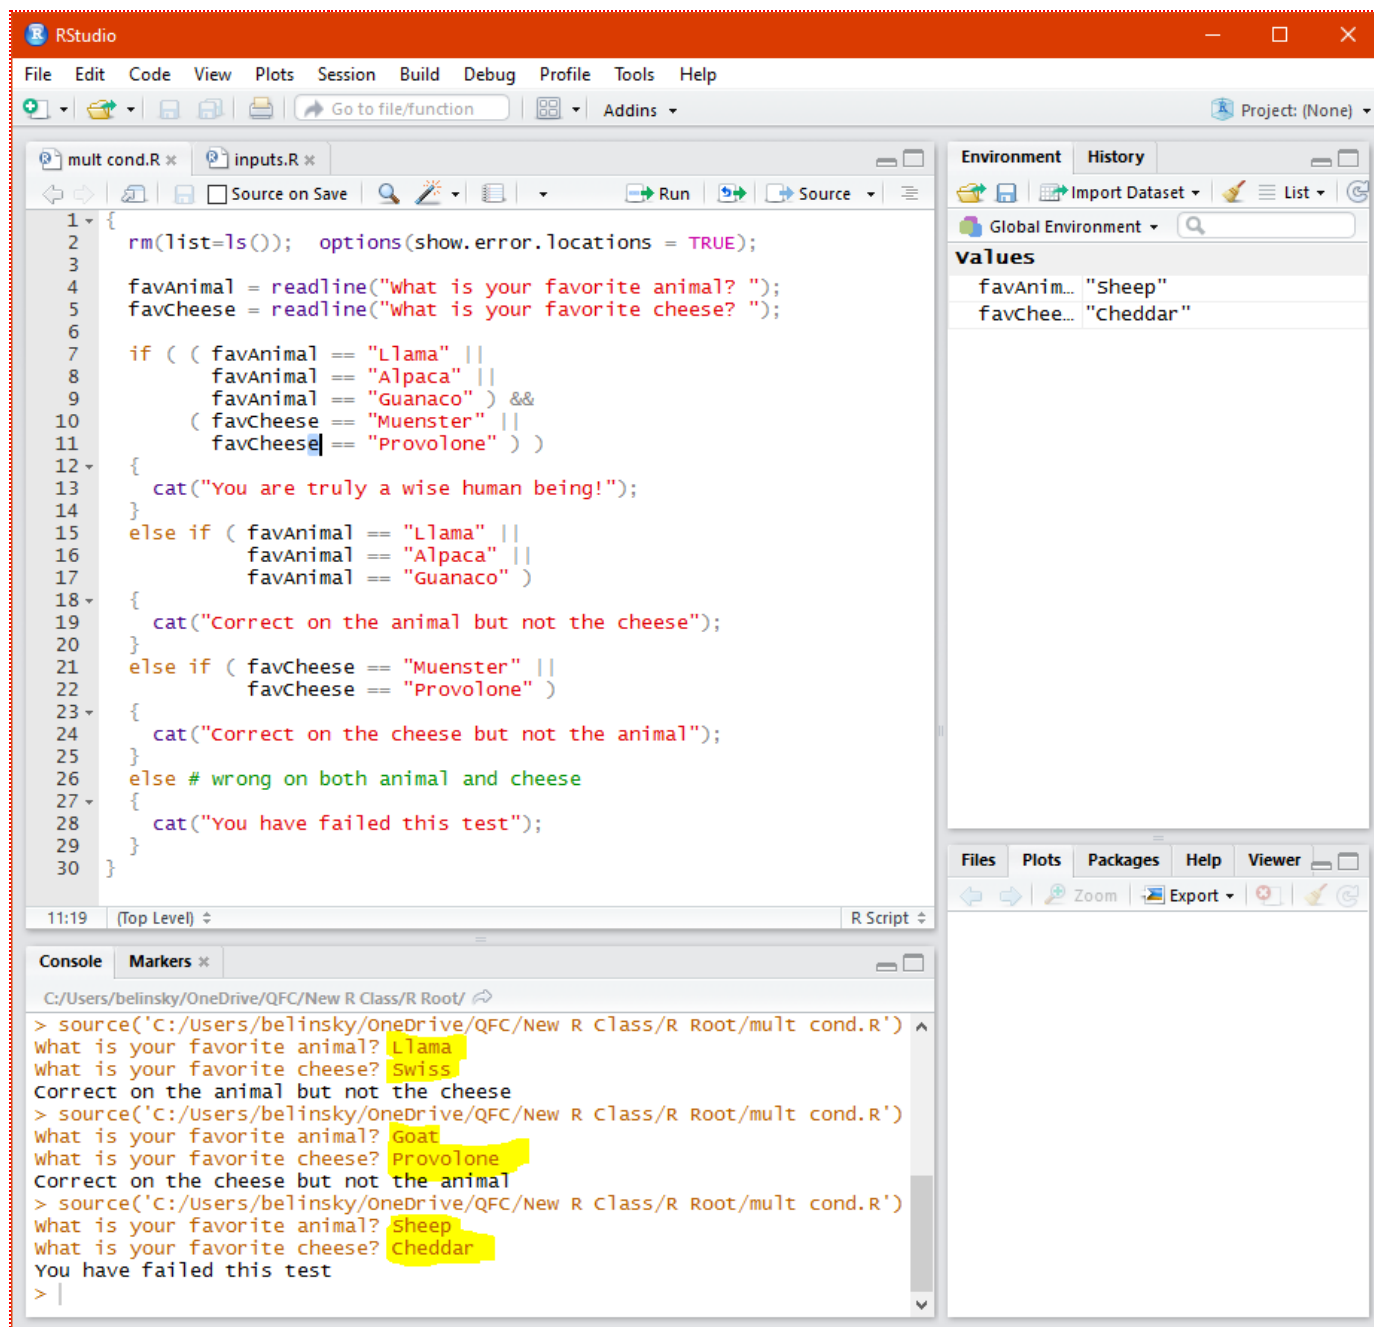 RStudio
File Edit Code View Plots Session Build Debug Profile Tools Help
Go to file/function Addins Project: (None)
mult cond.R inputs.R
Source on Save Run Source
1 {
2 rm(list=ls()); options(show.error.locations = TRUE);
3
4 favAnimal = readline("What is your favorite animal? ");
5 favCheese = readline("What is your favorite cheese? ");
6
7 if ( ( favAnimal == "Llama" ||
8 favAnimal == "Alpaca" ||
9 favAnimal == "Guanaco" ) &&
10 ( favCheese == "Muenster" ||
11 favCheese == "Provolone" ) )
12 {
13 cat("You are truly a wise human being!");
14 }
15 else if ( favAnimal == "Llama" ||
16 favAnimal == "Alpaca" ||
17 favAnimal == "Guanaco" )
18 {
19 cat("Correct on the animal but not the cheese");
20 }
21 else if ( favCheese == "Muenster" ||
22 favCheese == "Provolone" )
23 {
24 cat("Correct on the cheese but not the animal");
25 }
26 else # wrong on both animal and cheese
27 {
28 cat("You have failed this test");
29 }
30 }
11:19 (Top Level) R Script
Console Markers
C:/Users/belinsky/OneDrive/QFC/New R Class/R Root/
> source('C:/Users/belinsky/OneDrive/QFC/New R Class/R Root/mult cond.R')
What is your favorite animal? Llama
What is your favorite cheese? Swiss
Correct on the animal but not the cheese
> source('C:/Users/belinsky/OneDrive/QFC/New R Class/R Root/mult cond.R')
What is your favorite animal? Goat
What is your favorite cheese? Provolone
Correct on the cheese but not the animal
> source('C:/Users/belinsky/OneDrive/QFC/New R Class/R Root/mult cond.R')
What is your favorite animal? Sheep
What is your favorite cheese? Cheddar
You have failed this test
>
Environment History
Import Dataset List
Global Environment
Values
favAnim… "Sheep"
favChee… "Cheddar"
Files Plots Packages Help Viewer
Zoom Export